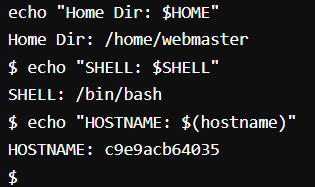 echo "Home Dir: $HOME"
Home Dir: /home/webmaster
$ echo "SHELL: $SHELL"
SHELL: /bin/bash
$ echo "HOSTNAME: $(hostname)"
HOSTNAME: c9e9acb64035
$